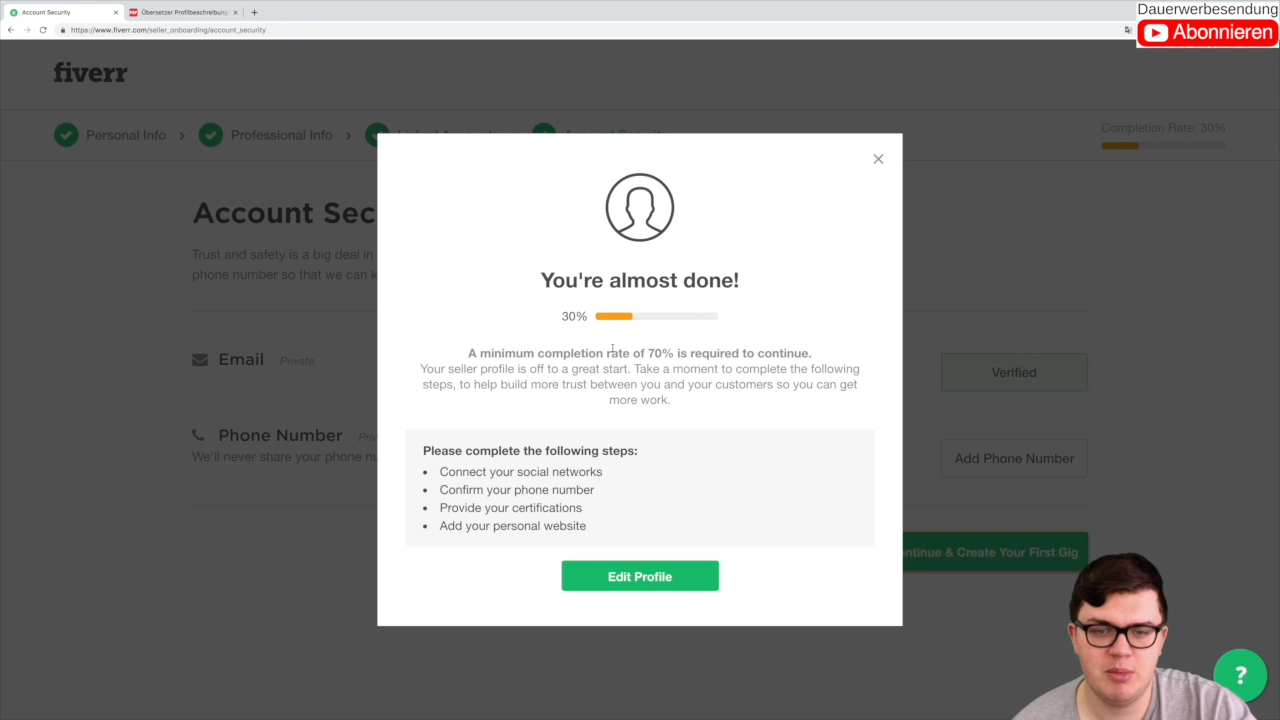 Account Security
Übersetzer Profilbeschreibung
https://www.fiverr.com/seller_onboarding/account_security
Dauerwerbesendung
Abonnieren
fiverr
Personal Info
Professional Info
Linked Accounts
Account Security
Completion Rate: 30%
Account Sec
Trust and safety is a big deal in
phone number so that we can k
You're almost done!
30%
A minimum completion rate of 70% is required to continue.
Your seller profile is off to a great start. Take a moment to complete the following
steps, to help build more trust between you and your customers so you can get
more work.
Email Private
Verified
Phone Number Priv
We'll never share your phone nu
Add Phone Number
Please complete the following steps:
• Connect your social networks
• Confirm your phone number
• Provide your certifications
• Add your personal website
Edit Profile
ntinue & Create Your First Gig
?